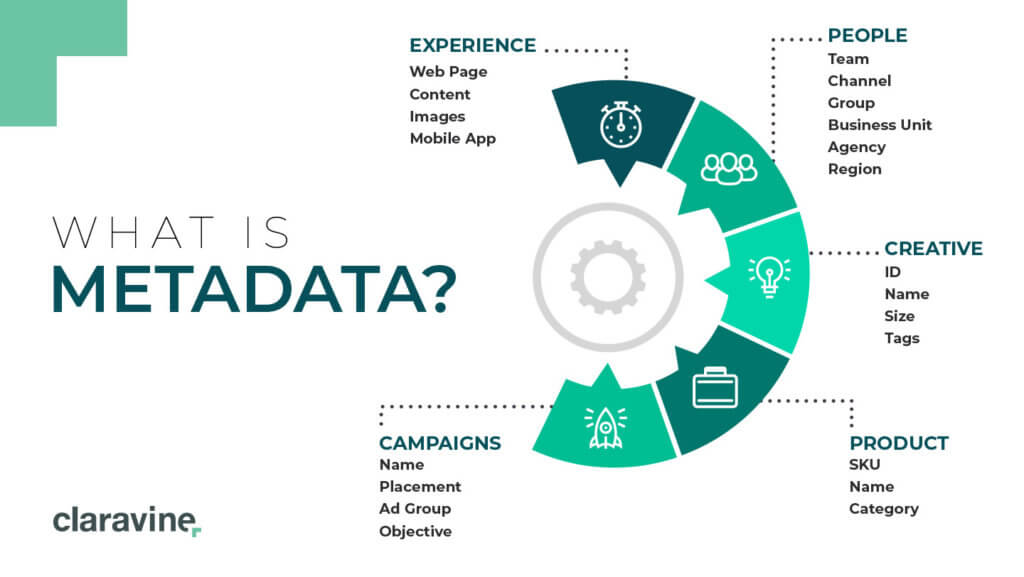 WHAT IS
METADATA?
EXPERIENCE
Web Page
Content
Images
Mobile App
PEOPLE
Team
Channel
Group
Business Unit
Agency
Region
CREATIVE
ID
Name
Size
Tags
PRODUCT
SKU
Name
Category
CAMPAIGNS
Name
Placement
Ad Group
Objective
claravine